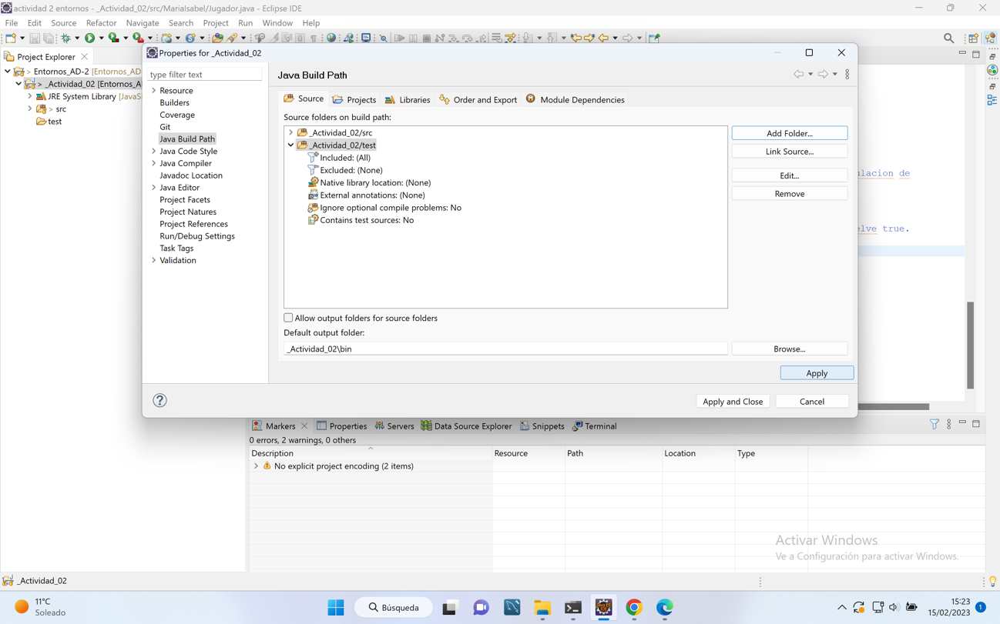 actividad 2 entornos - _Actividad_02/src/MariaIsabel/Jugador.java - Eclipse IDE
File Edit Source Refactor Navigate Search Project Run Window Help
Project Explorer
> Entornos_AD-2 [Entornos_AD-
> _Actividad_02 [Entornos_A
JRE System Library [JavaS
> src
test
Properties for _Actividad_02
type filter text
Resource
Builders
Coverage
Git
Java Build Path
Java Code Style
Java Compiler
Javadoc Location
Java Editor
Project Facets
Project Natures
Project References
Run/Debug Settings
Task Tags
Validation
Java Build Path
Source Projects Libraries Order and Export Module Dependencies
Source folders on build path:
_Actividad_02/src
_Actividad_02/test
Included: (All)
Excluded: (None)
Native library location: (None)
External annotations: (None)
Ignore optional compile problems: No
Contains test sources: No
Add Folder...
Link Source...
Edit...
Remove
Allow output folders for source folders
Default output folder:
_Actividad_02\bin
Browse...
Apply
Apply and Close Cancel
ulacion de
elve true.
Markers Properties Servers Data Source Explorer Snippets Terminal
0 errors, 2 warnings, 0 others
Description Resource Path Location Type
No explicit project encoding (2 items)
Activar Windows
Ve a Configuración para activar Windows.
_Actividad_02
11°C
Soleado
Búsqueda
15:23
15/02/2023
1